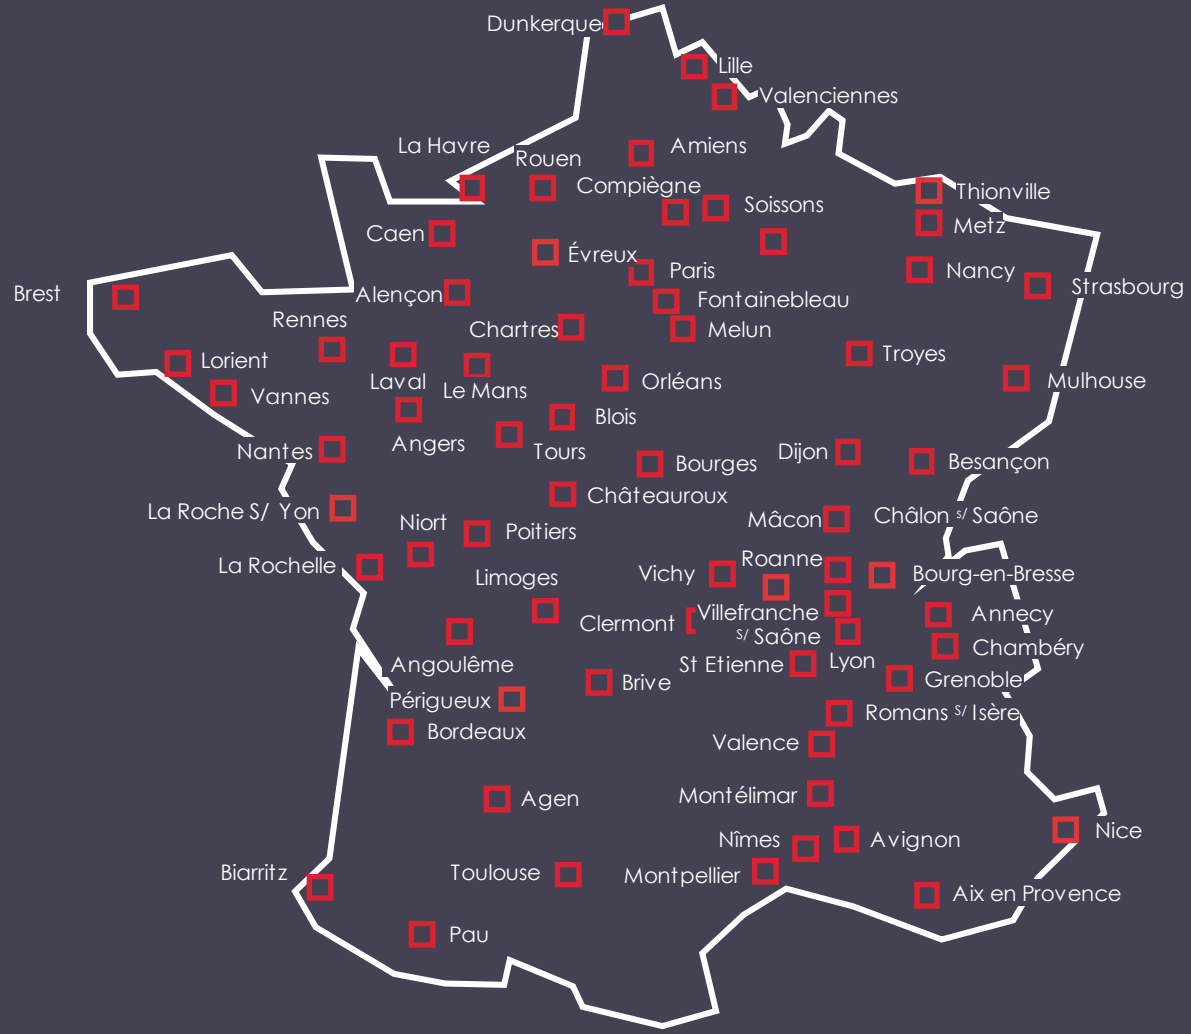 Dunkerque
Lille
Valenciennes
La Havre
Rouen
Amiens
Compiègne
Thionville
Soissons
Metz
Caen
Évreux
Paris
Nancy
Strasbourg
Brest
Alençon
Fontainebleau
Rennes
Chartres
Melun
Lorient
Troyes
Laval
Le Mans
Orléans
Mulhouse
Vannes
Blois
Angers
Tours
Nantes
Bourges
Dijon
Besançon
Châteauroux
La Roche S/ Yon
Niort
Poitiers
Mâcon
Châlon s/ Saône
La Rochelle
Limoges
Vichy
Roanne
Bourg-en-Bresse
Clermont
Villefranche
s/ Saône
Annecy
Chambéry
Angoulême
St Etienne
Lyon
Grenoble
Périgueux
Brive
Romans s/ Isère
Bordeaux
Valence
Agen
Montélimar
Nîmes
Avignon
Nice
Biarritz
Toulouse
Montpellier
Aix en Provence
Pau